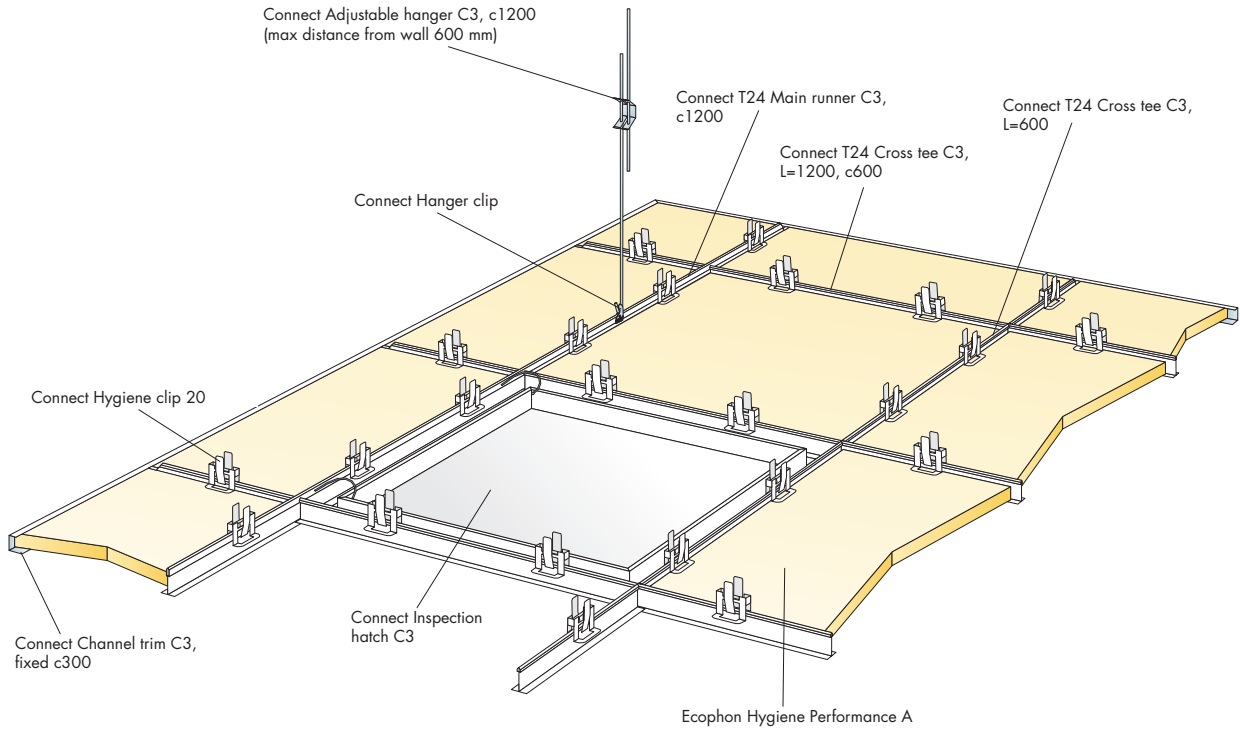 Connect Adjustable hanger C3, c1200
(max distance from wall 600 mm)
Connect T24 Main runner C3,
c1200
Connect T24 Cross tee C3,
L=600
Connect T24 Cross tee C3,
L=1200, c600
Connect Hanger clip
Connect Hygiene clip 20
Connect Inspection
hatch C3
Connect Channel trim C3,
fixed c300
Ecophon Hygiene Performance A